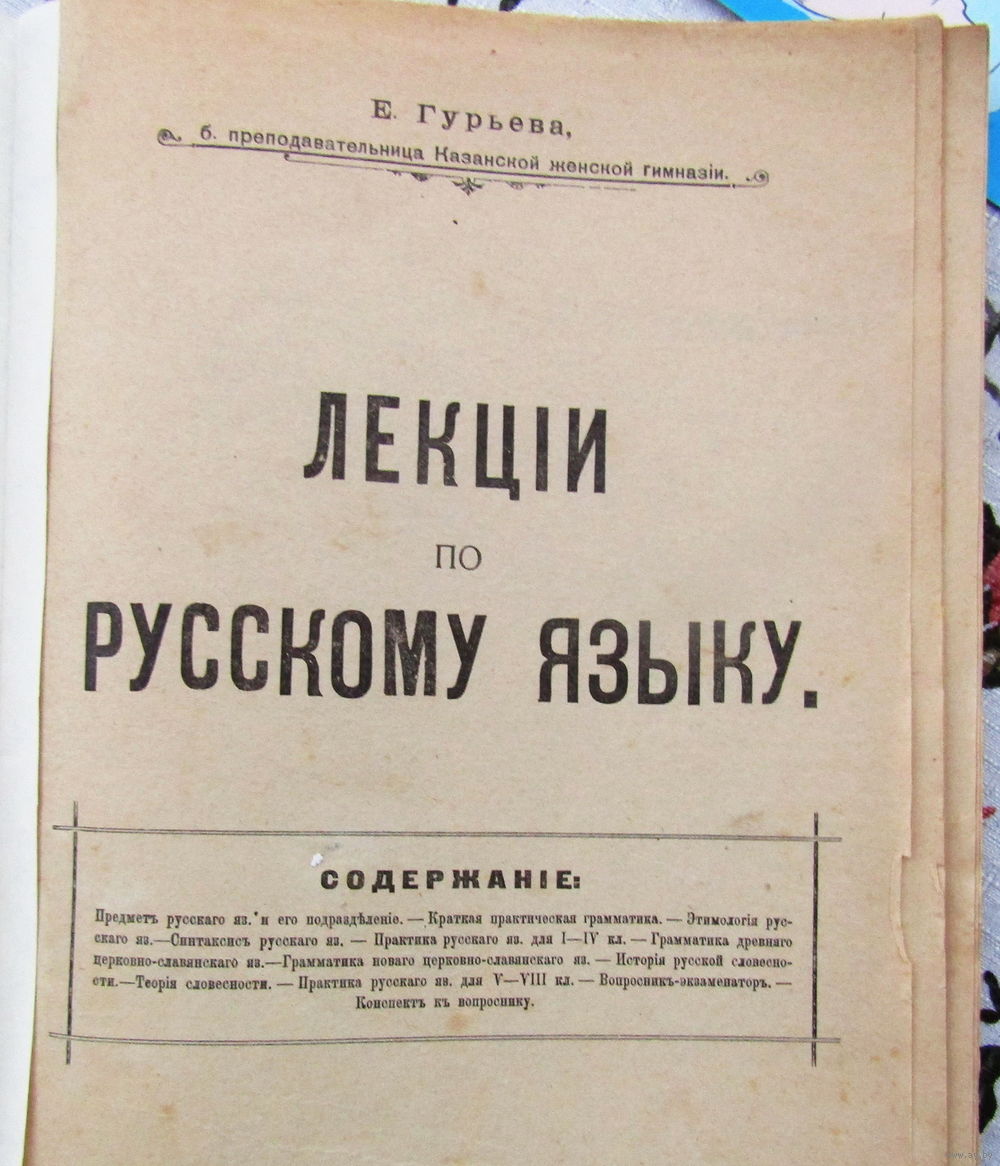 Е. Гурьева,
б. преподавательница Казанской женской гимназіи.
ЛЕКЦІИ
ПО
РУССКОМУ ЯЗЫКУ.
СОДЕРЖАНІЕ:
Предметъ русскаго яз. и его подраздѣленіе. — Краткая практическая грамматика. — Этимологія рус-
скаго яз.—Синтаксисъ русскаго яз. — Практика русскаго яз. для I—IV кл. — Грамматика древняго
церковно-славянскаго яз.—Грамматика новаго церковно-славянскаго яз. — Исторія русской словесно-
сти.—Теорія словесности. — Практика русскаго яз. для V—VIII кл. — Вопросникъ-экзаменаторъ. —
Конспектъ къ вопроснику.